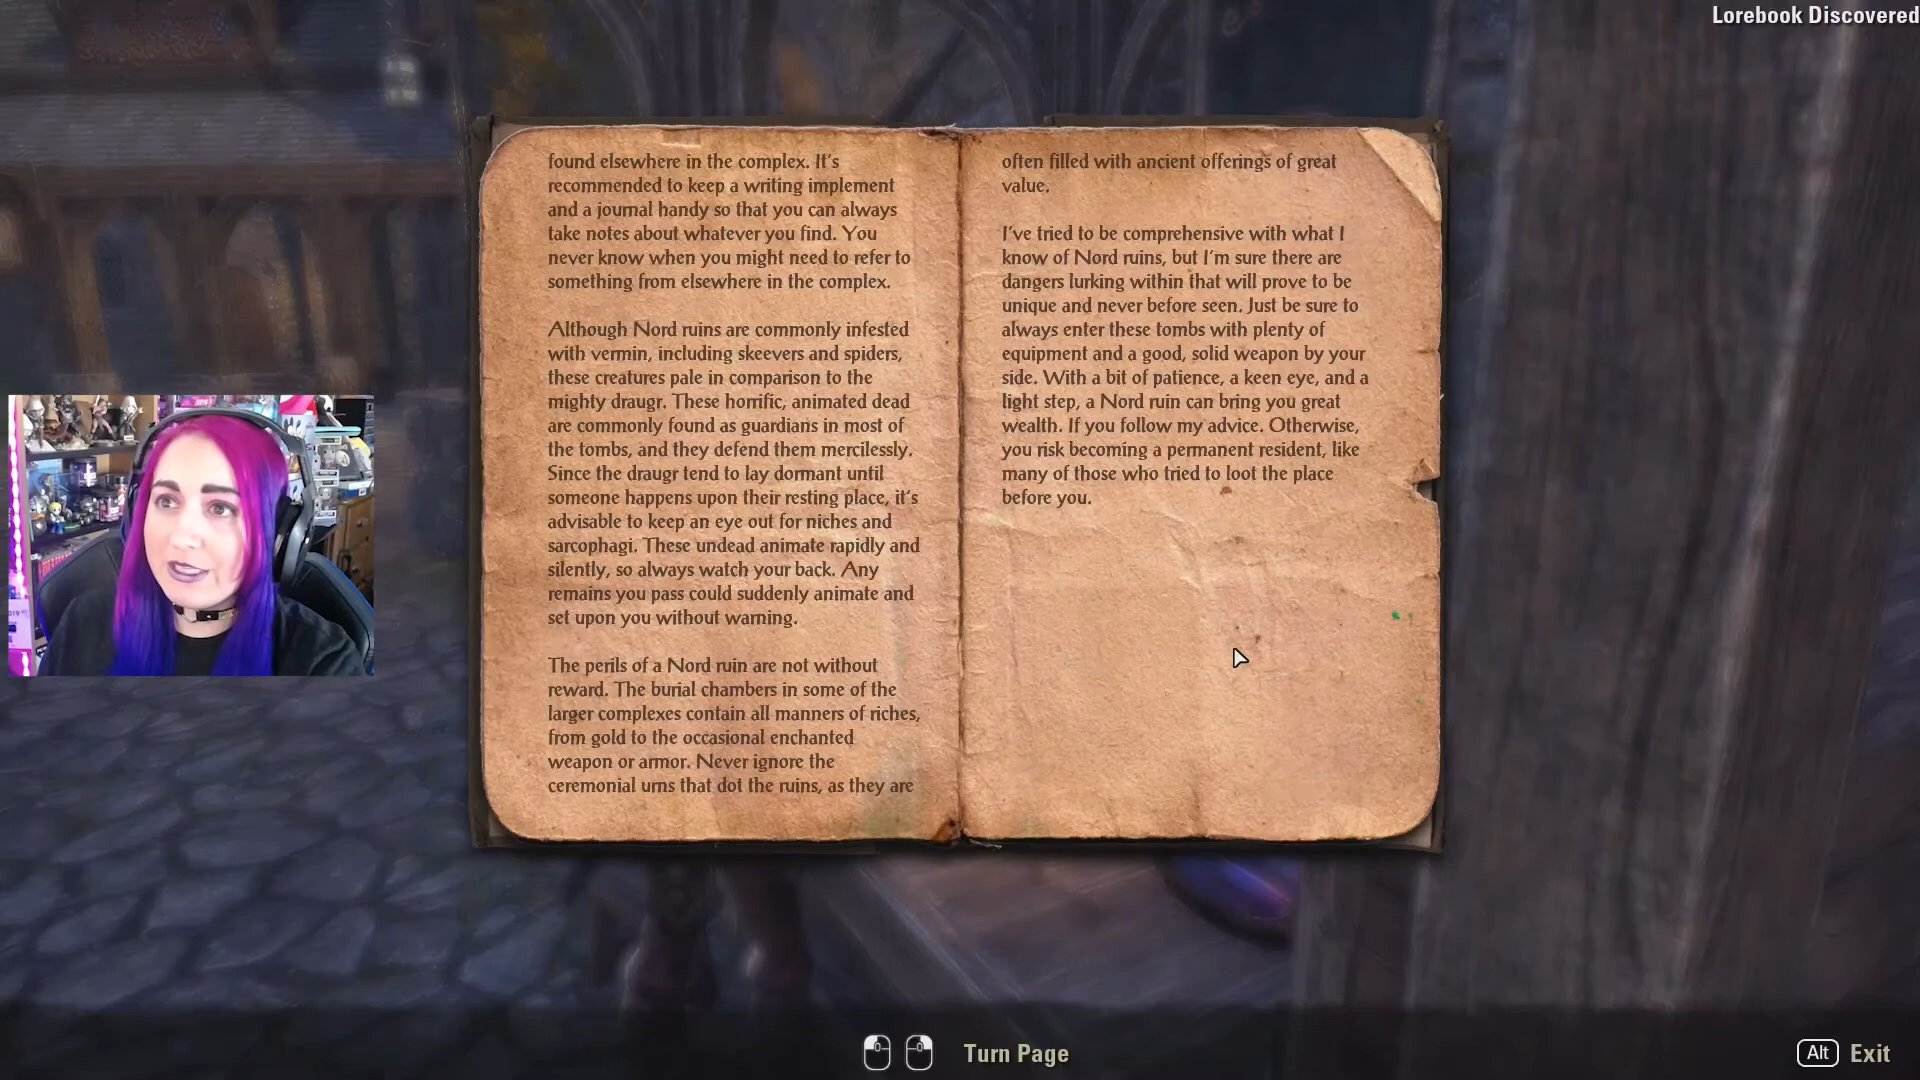 Lorebook Discovered
found elsewhere in the complex. It's
recommended to keep a writing implement
and a journal handy so that you can always
take notes about whatever you find. You
never know when you might need to refer to
something from elsewhere in the complex.
Although Nord ruins are commonly infested
with vermin, including skeevers and spiders,
these creatures pale in comparison to the
mighty draugr. These horrific, animated dead
are commonly found as guardians in most of
the tombs, and they defend them mercilessly.
Since the draugr tend to lay dormant until
someone happens upon their resting place, it's
advisable to keep an eye out for niches and
sarcophagi. These undead animate rapidly and
silently, so always watch your back. Any
remains you pass could suddenly animate and
set upon you without warning.
The perils of a Nord ruin are not without
reward. The burial chambers in some of the
larger complexes contain all manners of riches,
from gold to the occasional enchanted
weapon or armor. Never ignore the
ceremonial urns that dot the ruins, as they are
often filled with ancient offerings of great
value.
I've tried to be comprehensive with what I
know of Nord ruins, but I'm sure there are
dangers lurking within that will prove to be
unique and never before seen. Just be sure to
always enter these tombs with plenty of
equipment and a good, solid weapon by your
side. With a bit of patience, a keen eye, and a
light step, a Nord ruin can bring you great
wealth. If you follow my advice. Otherwise,
you risk becoming a permanent resident, like
many of those who tried to loot the place
before you.
Turn Page
Alt Exit